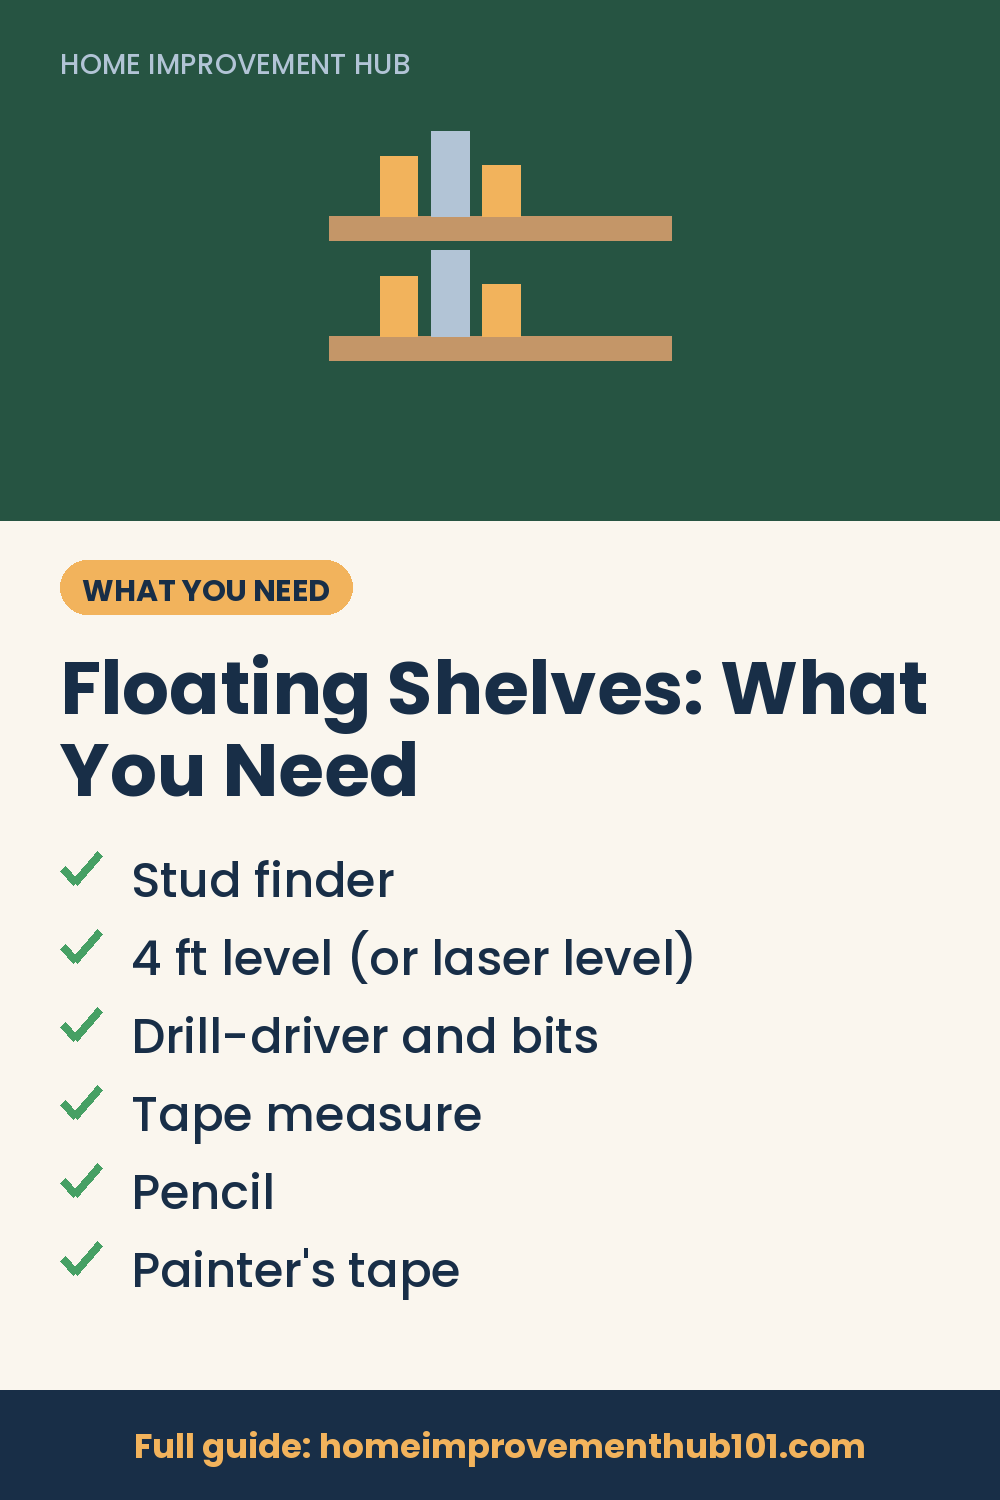 HOME IMPROVEMENT HUB
WHAT YOU NEED
Floating Shelves: What
You Need
Stud finder
4 ft level (or laser level)
Drill-driver and bits
Tape measure
Pencil
Painter's tape
Full guide: homeimprovementhub101.com